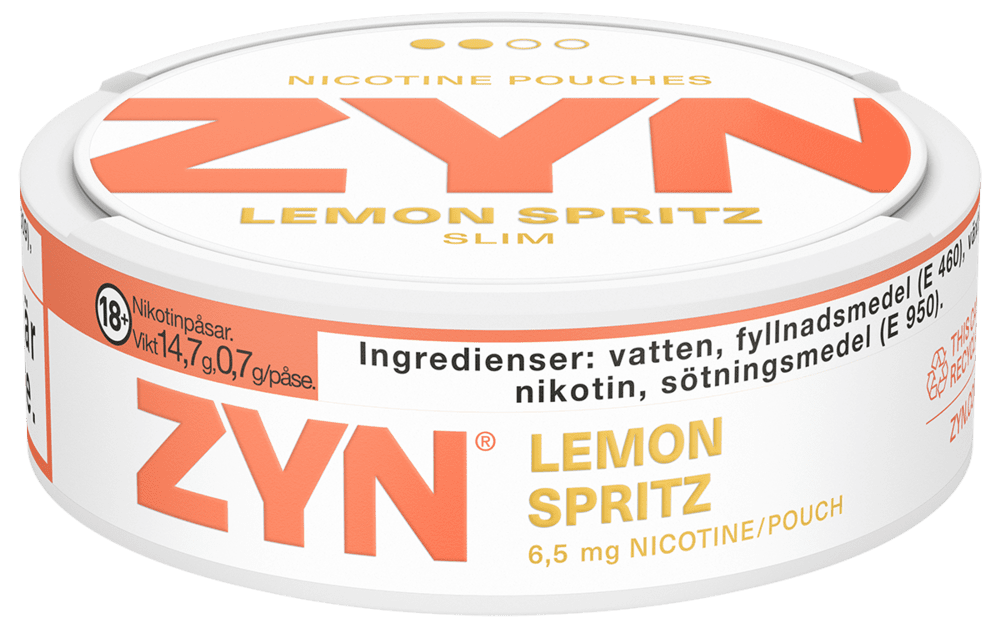 NICOTINE POUCHES
ZYN
LEMON SPRITZ
SLIM
18+
Nikotinpåsar.
Vikt 14,7 g, 0,7 g/påse.
Ingredienser: vatten, fyllnadsmedel (E 460),
nikotin, sötningsmedel (E 950).
ZYN®
LEMON
SPRITZ
6,5 mg NICOTINE/POUCH
THIS